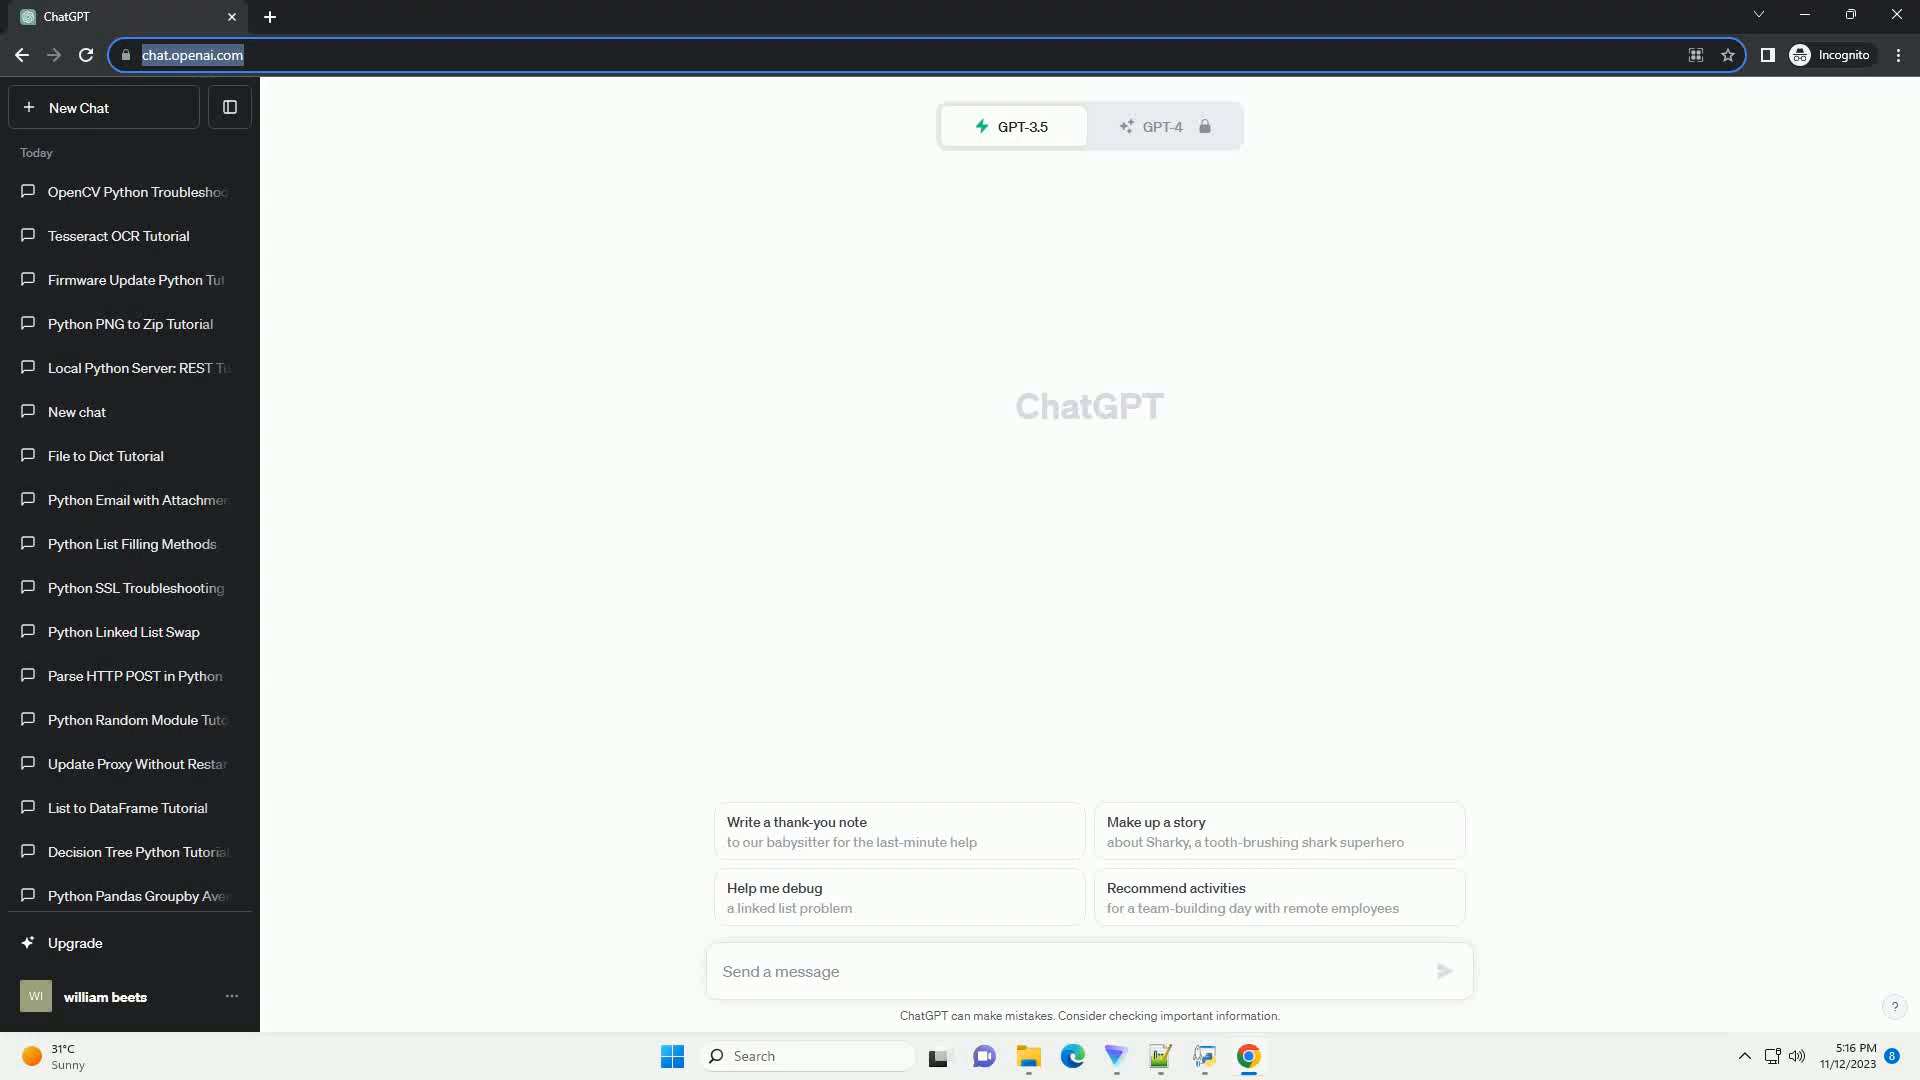 ChatGPT
chat.openai.com
Incognito
New Chat
Today
OpenCV Python Troubleshoo
Tesseract OCR Tutorial
Firmware Update Python Tut
Python PNG to Zip Tutorial
Local Python Server: REST Tu
New chat
File to Dict Tutorial
Python Email with Attachmen
Python List Filling Methods
Python SSL Troubleshooting
Python Linked List Swap
Parse HTTP POST in Python
Python Random Module Tuto
Update Proxy Without Restar
List to DataFrame Tutorial
Decision Tree Python Tutorial
Python Pandas Groupby Aver
Upgrade
WI
william beets
GPT-3.5
GPT-4
ChatGPT
Write a thank-you note
to our babysitter for the last-minute help
Make up a story
about Sharky, a tooth-brushing shark superhero
Help me debug
a linked list problem
Recommend activities
for a team-building day with remote employees
Send a message
ChatGPT can make mistakes. Consider checking important information.
?
31°C
Sunny
Search
5:16 PM
11/12/2023
8